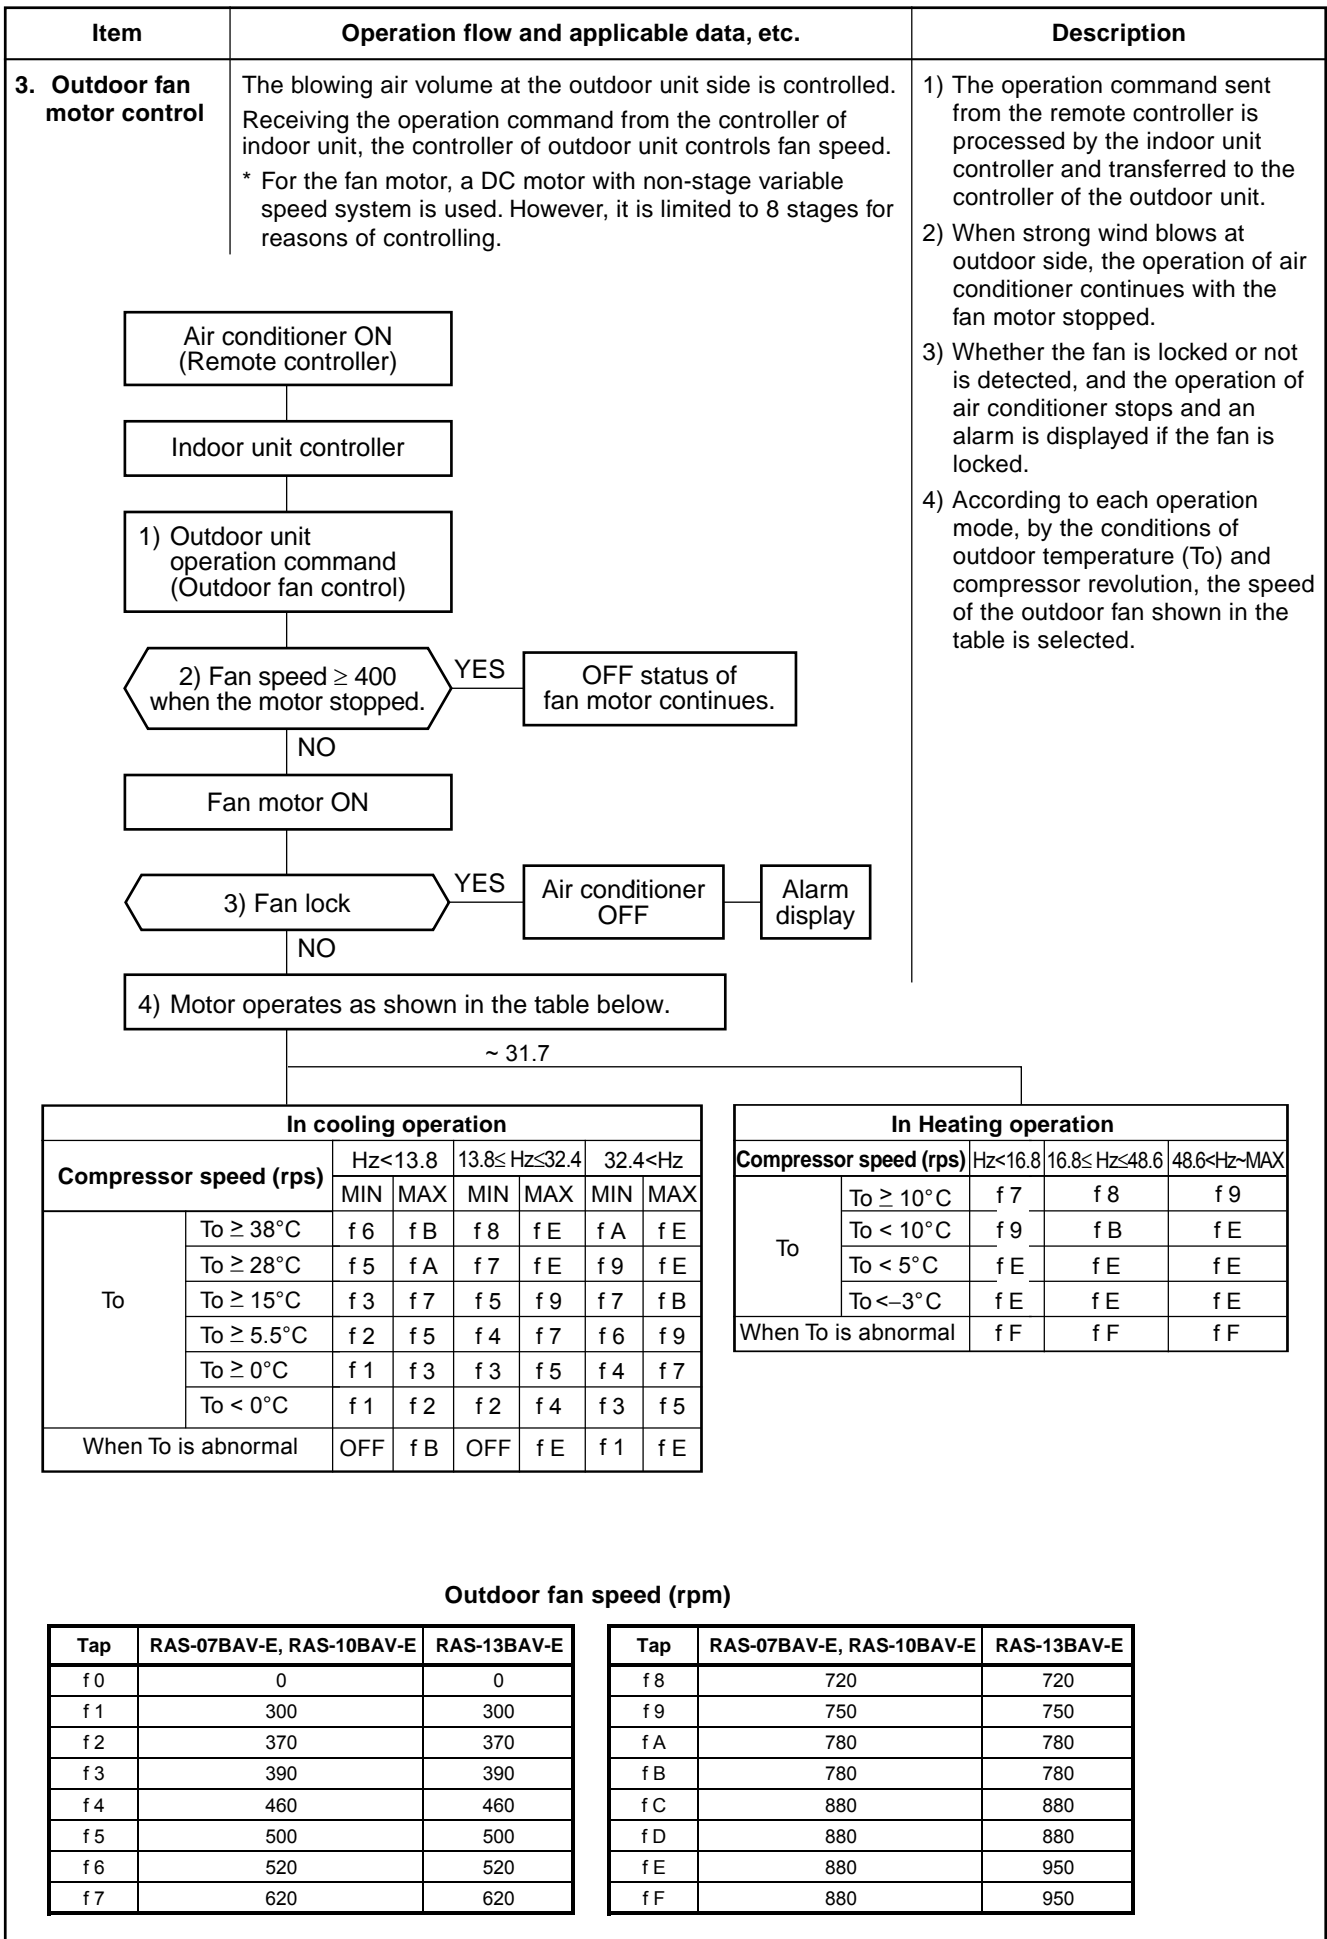 Item
Operation flow and applicable data, etc.
Description
3. Outdoor fan
motor control
The blowing air volume at the outdoor unit side is controlled.
Receiving the operation command from the controller of
indoor unit, the controller of outdoor unit controls fan speed.
* For the fan motor, a DC motor with non-stage variable
speed system is used. However, it is limited to 8 stages for
reasons of controlling.
1) The operation command sent
from the remote controller is
processed by the indoor unit
controller and transferred to the
controller of the outdoor unit.
2) When strong wind blows at
outdoor side, the operation of air
conditioner continues with the
fan motor stopped.
3) Whether the fan is locked or not
is detected, and the operation of
air conditioner stops and an
alarm is displayed if the fan is
locked.
4) According to each operation
mode, by the conditions of
outdoor temperature (To) and
compressor revolution, the speed
of the outdoor fan shown in the
table is selected.
Air conditioner ON
(Remote controller)
Indoor unit controller
1) Outdoor unit
operation command
(Outdoor fan control)
2) Fan speed ≥ 400
when the motor stopped.
YES
OFF status of
fan motor continues.
NO
Fan motor ON
3) Fan lock
YES
Air conditioner
OFF
Alarm
display
NO
4) Motor operates as shown in the table below.
~ 31.7
In cooling operation
Compressor speed (rps) Hz<13.8 13.8≤ Hz≤32.4 32.4<Hz
MIN MAX MIN MAX MIN MAX
To ≥ 38°C f 6 f B f 8 f E f A f E
To ≥ 28°C f 5 f A f 7 f E f 9 f E
To To ≥ 15°C f 3 f 7 f 5 f 9 f 7 f B
To ≥ 5.5°C f 2 f 5 f 4 f 7 f 6 f 9
To ≥ 0°C f 1 f 3 f 3 f 5 f 4 f 7
To < 0°C f 1 f 2 f 2 f 4 f 3 f 5
When To is abnormal OFF f B OFF f E f 1 f E
In Heating operation
Compressor speed (rps) Hz<16.8 16.8≤ Hz≤48.6 48.6<Hz~MAX
To ≥ 10°C f 7 f 8 f 9
To To < 10°C f 9 f B f E
To < 5°C f E f E f E
To <–3°C f E f E f E
When To is abnormal f F f F f F
Outdoor fan speed (rpm)
Tap RAS-07BAV-E, RAS-10BAV-E RAS-13BAV-E
f 0 0 0
f 1 300 300
f 2 370 370
f 3 390 390
f 4 460 460
f 5 500 500
f 6 520 520
f 7 620 620
Tap RAS-07BAV-E, RAS-10BAV-E RAS-13BAV-E
f 8 720 720
f 9 750 750
f A 780 780
f B 780 780
f C 880 880
f D 880 880
f E 880 950
f F 880 950